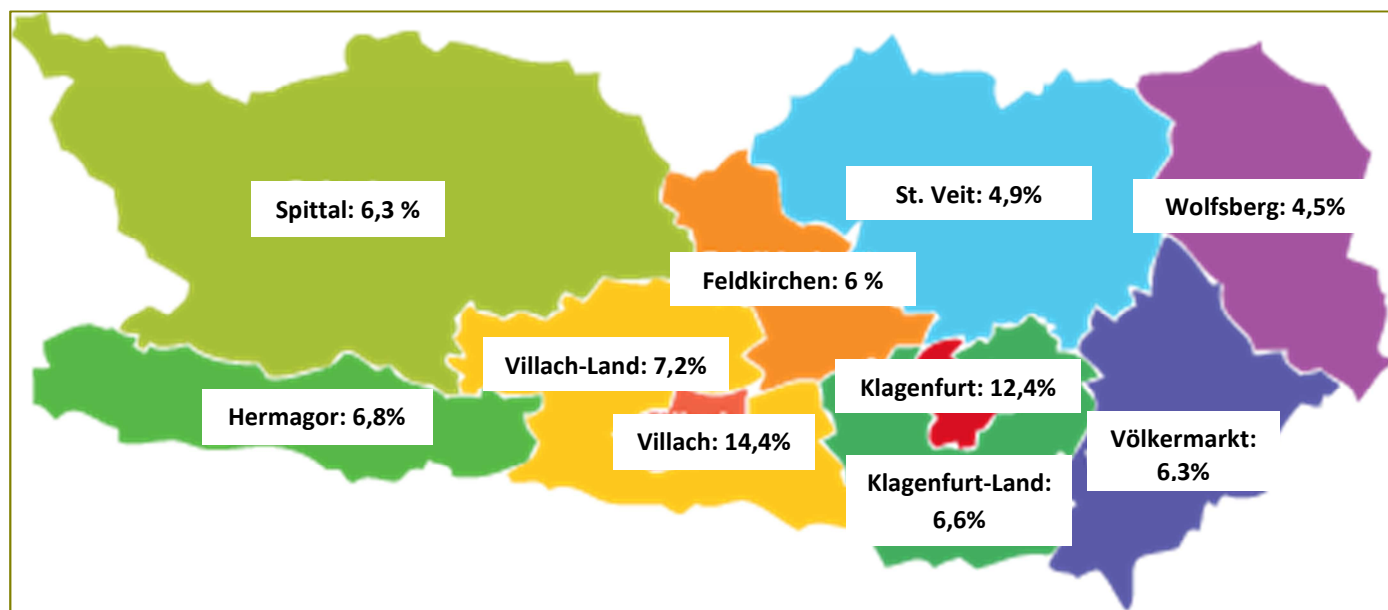 St. Veit: 4,9%
Spittal: 6,3 %
Wolfsberg: 4,5%
Feldkirchen: 6 %
Villach-Land: 7,2%
Klagenfurt: 12,4%
Hermagor: 6,8%
Villach: 14,4%
Völkermarkt:
6,3%
Klagenfurt-Land:
6,6%